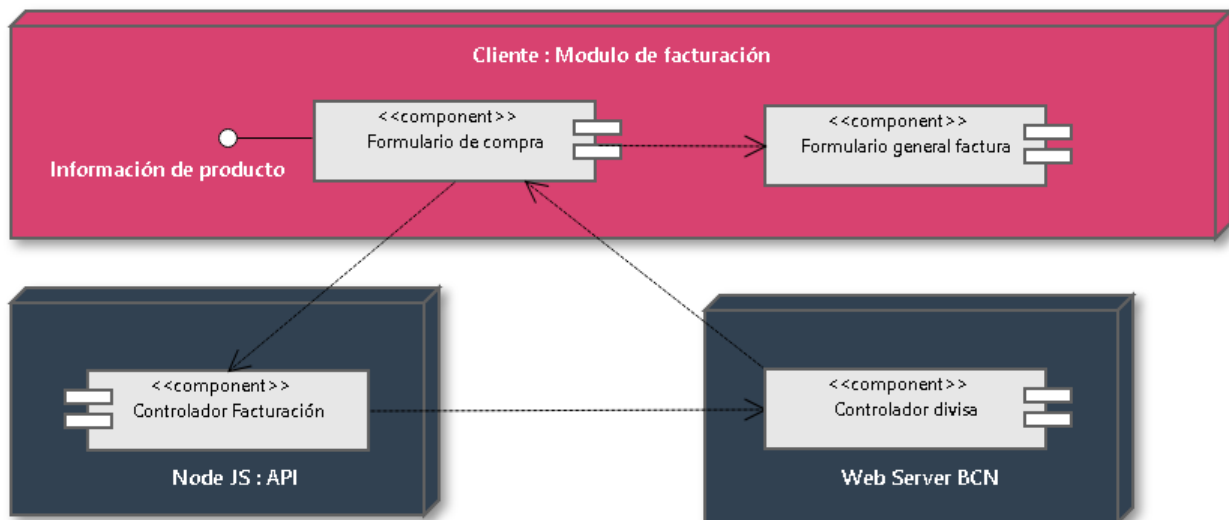 Cliente : Modulo de facturación
<<component>>
Formulario de compra
<<component>>
Formulario general factura
Información de producto
<<component>>
Controlador Facturación
Node JS : API
<<component>>
Controlador divisa
Web Server BCN